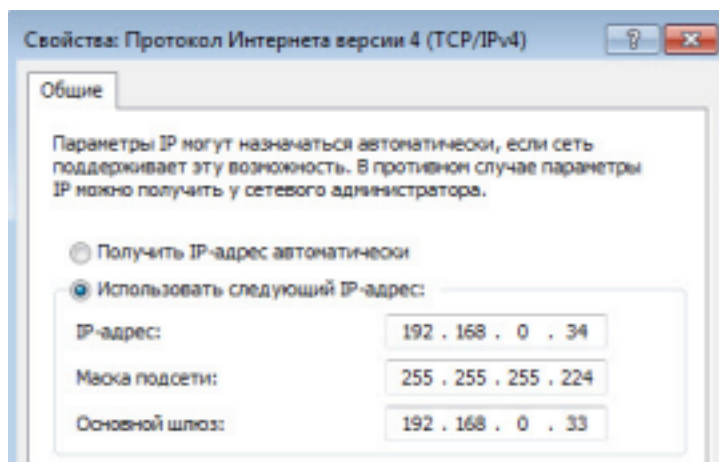 Свойства: Протокол Интернета версии 4 (TCP/IPv4)
Общие
Параметры IP могут назначаться автоматически, если сеть
поддерживает эту возможность. В противном случае параметры
IP можно получить у сетевого администратора.
Получить IP-адрес автоматически
Использовать следующий IP-адрес:
IP-адрес: 192 . 168 . 0 . 34
Маска подсети: 255 . 255 . 255 . 224
Основной шлюз: 192 . 168 . 0 . 33